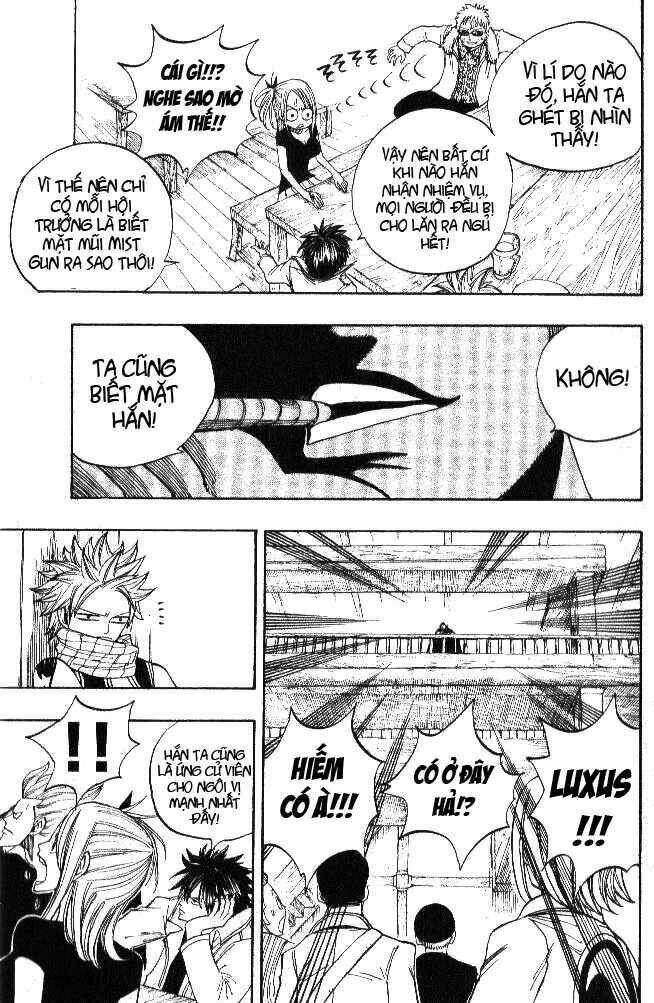 VÌ LÍ DO NÀO
ĐÓ, HẮN TA
GHÉT BỊ NHÌN
THẤY!
VẬY NÊN BẤT CỨ
KHI NÀO HẮN
NHẬN NHIỆM VỤ,
MỌI NGƯỜI ĐỀU BỊ
CHO LĂN RA NGỦ
HẾT!
ZZZZ
CÁI GÌ!!!?
NGHE SAO MỜ
ÁM THẾ!!
VÌ THẾ NÊN CHỈ
CÓ MỖI HỘI
TRƯỞNG LÀ BIẾT
MẶT MŨI MIST
GUN RA SAO THÔI!
KHÔNG!
TA CŨNG
BIẾT MẶT
HẮN!
LUXUS
!!!
CÓ Ở ĐÂY
HẢ!?
HIẾM
CÓ À!!!
HẮN TA CŨNG
LÀ ỨNG CỬ VIÊN
CHO NGÔI VỊ
MẠNH NHẤT
ĐẤY!
!!